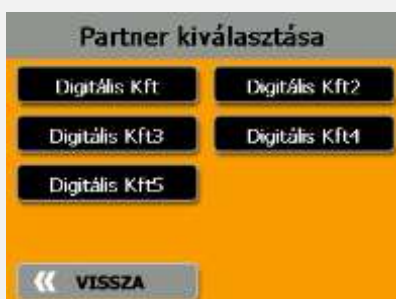 Partner kiválasztása
Digitális Kft
Digitális Kft2
Digitális Kft3
Digitális Kft4
Digitális Kft5
VISSZA